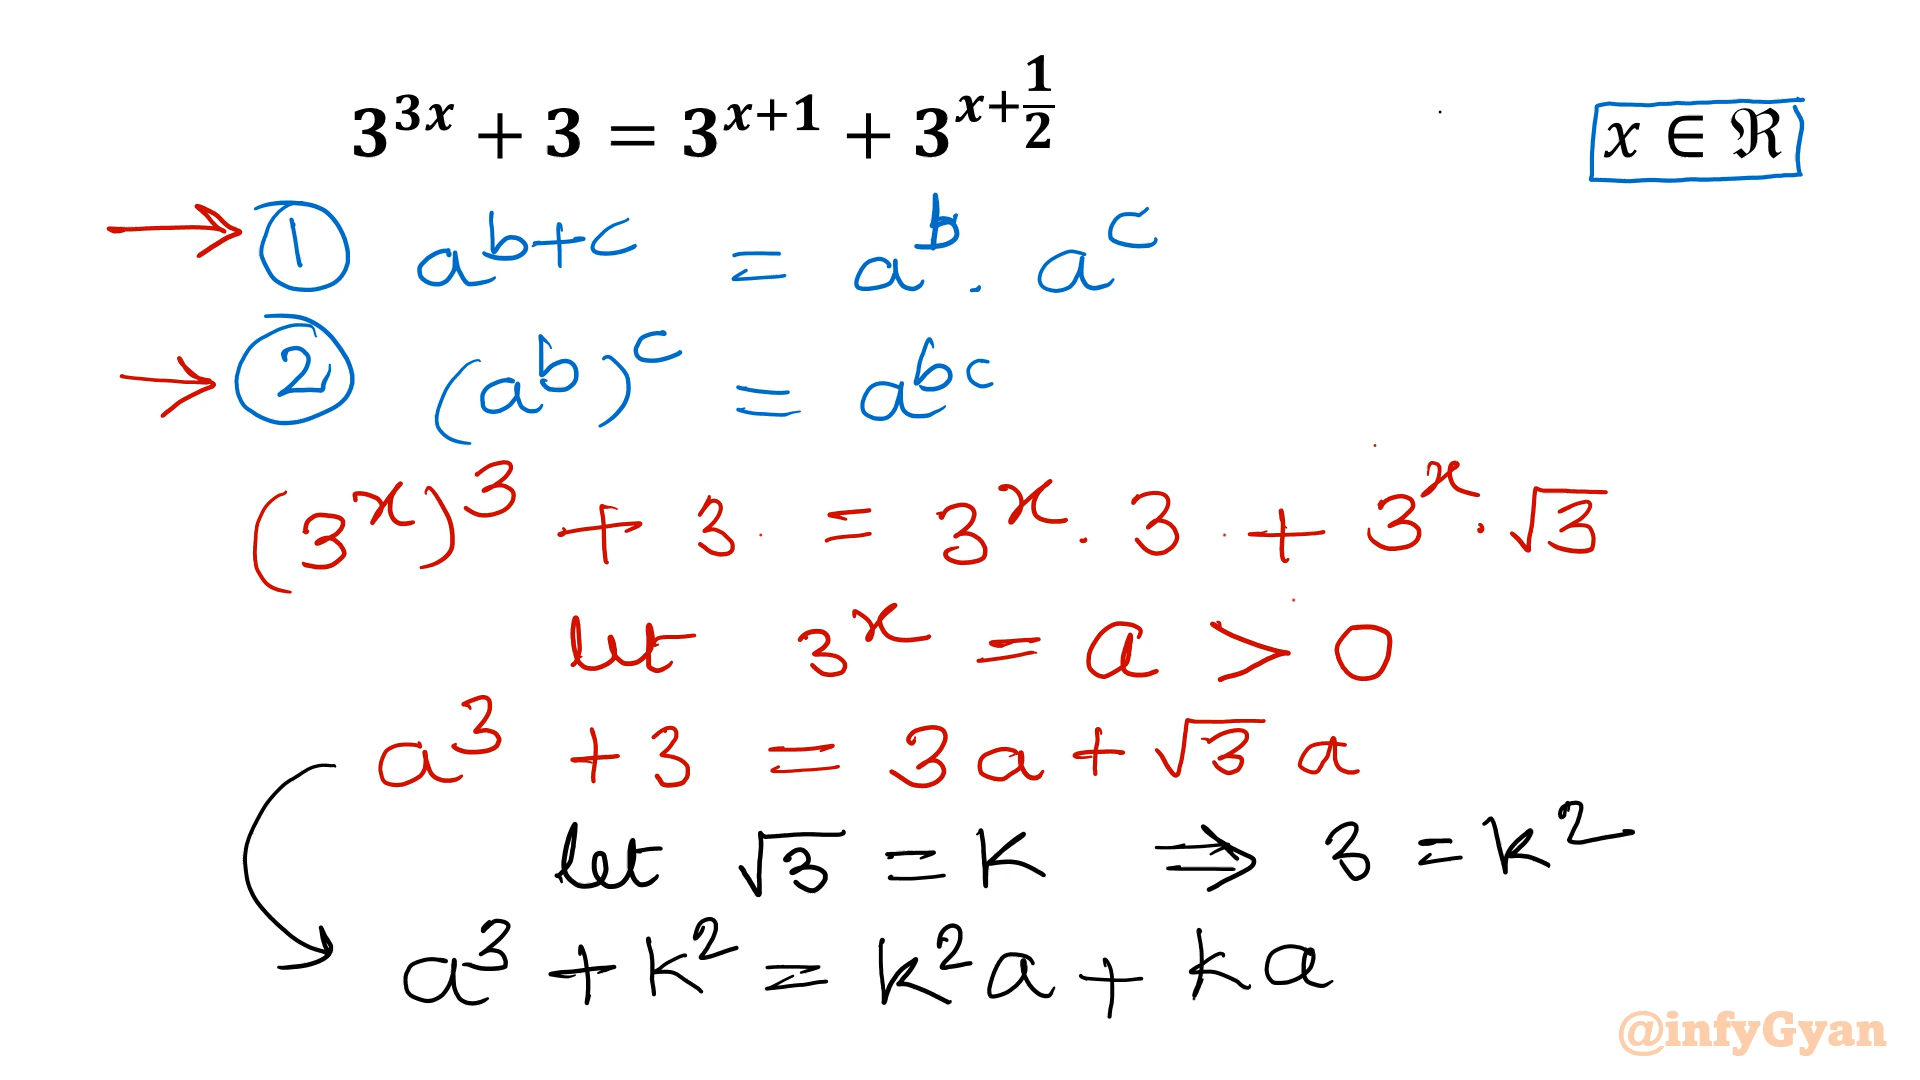 3^{3x} + 3 = 3^{x+1} + 3^{x+\frac{1}{2}}
x ∈ ℜ
→ ① a^{b+c} = a^b . a^c
→ ② (a^b)^c = a^{bc}
(3^x)^3 + 3 = 3^x . 3 + 3^x . √3
let 3^x = a > 0
a^3 + 3 = 3a + √3 a
let √3 = k ⇒ 3 = k^2
a^3 + k^2 = k^2 a + k a
@infyGyan